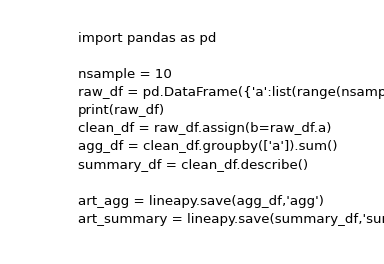 import pandas as pd
nsample = 10
raw_df = pd.DataFrame({'a':list(range(nsamp
print(raw_df)
clean_df = raw_df.assign(b=raw_df.a)
agg_df = clean_df.groupby(['a']).sum()
summary_df = clean_df.describe()
art_agg = lineapy.save(agg_df,'agg')
art_summary = lineapy.save(summary_df,'sum